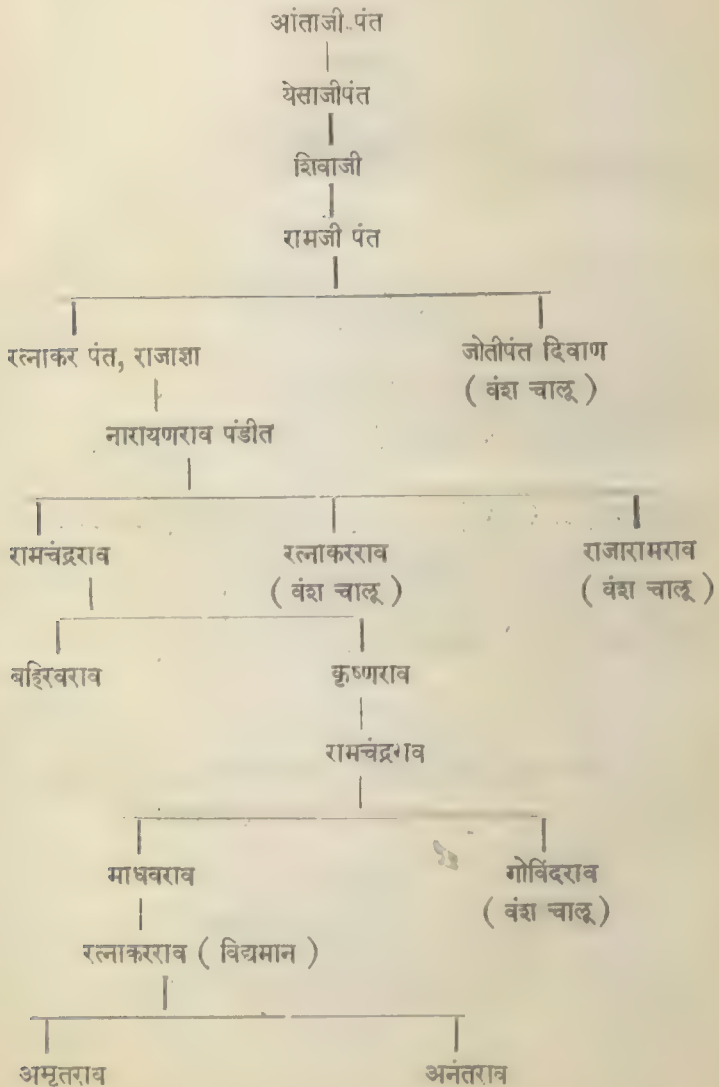 आंताजी पंत
येसाजीपंत
शिवाजी
रामजी पंत
रत्नाकर पंत, राजाज्ञा जोतीपंत दिवाण
( वंश चालू )
नारायणराव पंडीत
रामचंद्रराव रत्नाकरराव राजारामराव
( वंश चालू ) ( वंश चालू )
बहिरवराव कृष्णराव
रामचंद्रराव
माधवराव गोविंदराव
( वंश चालू )
रत्नाकरराव ( विद्यमान )
अमृतराव अनंतराव